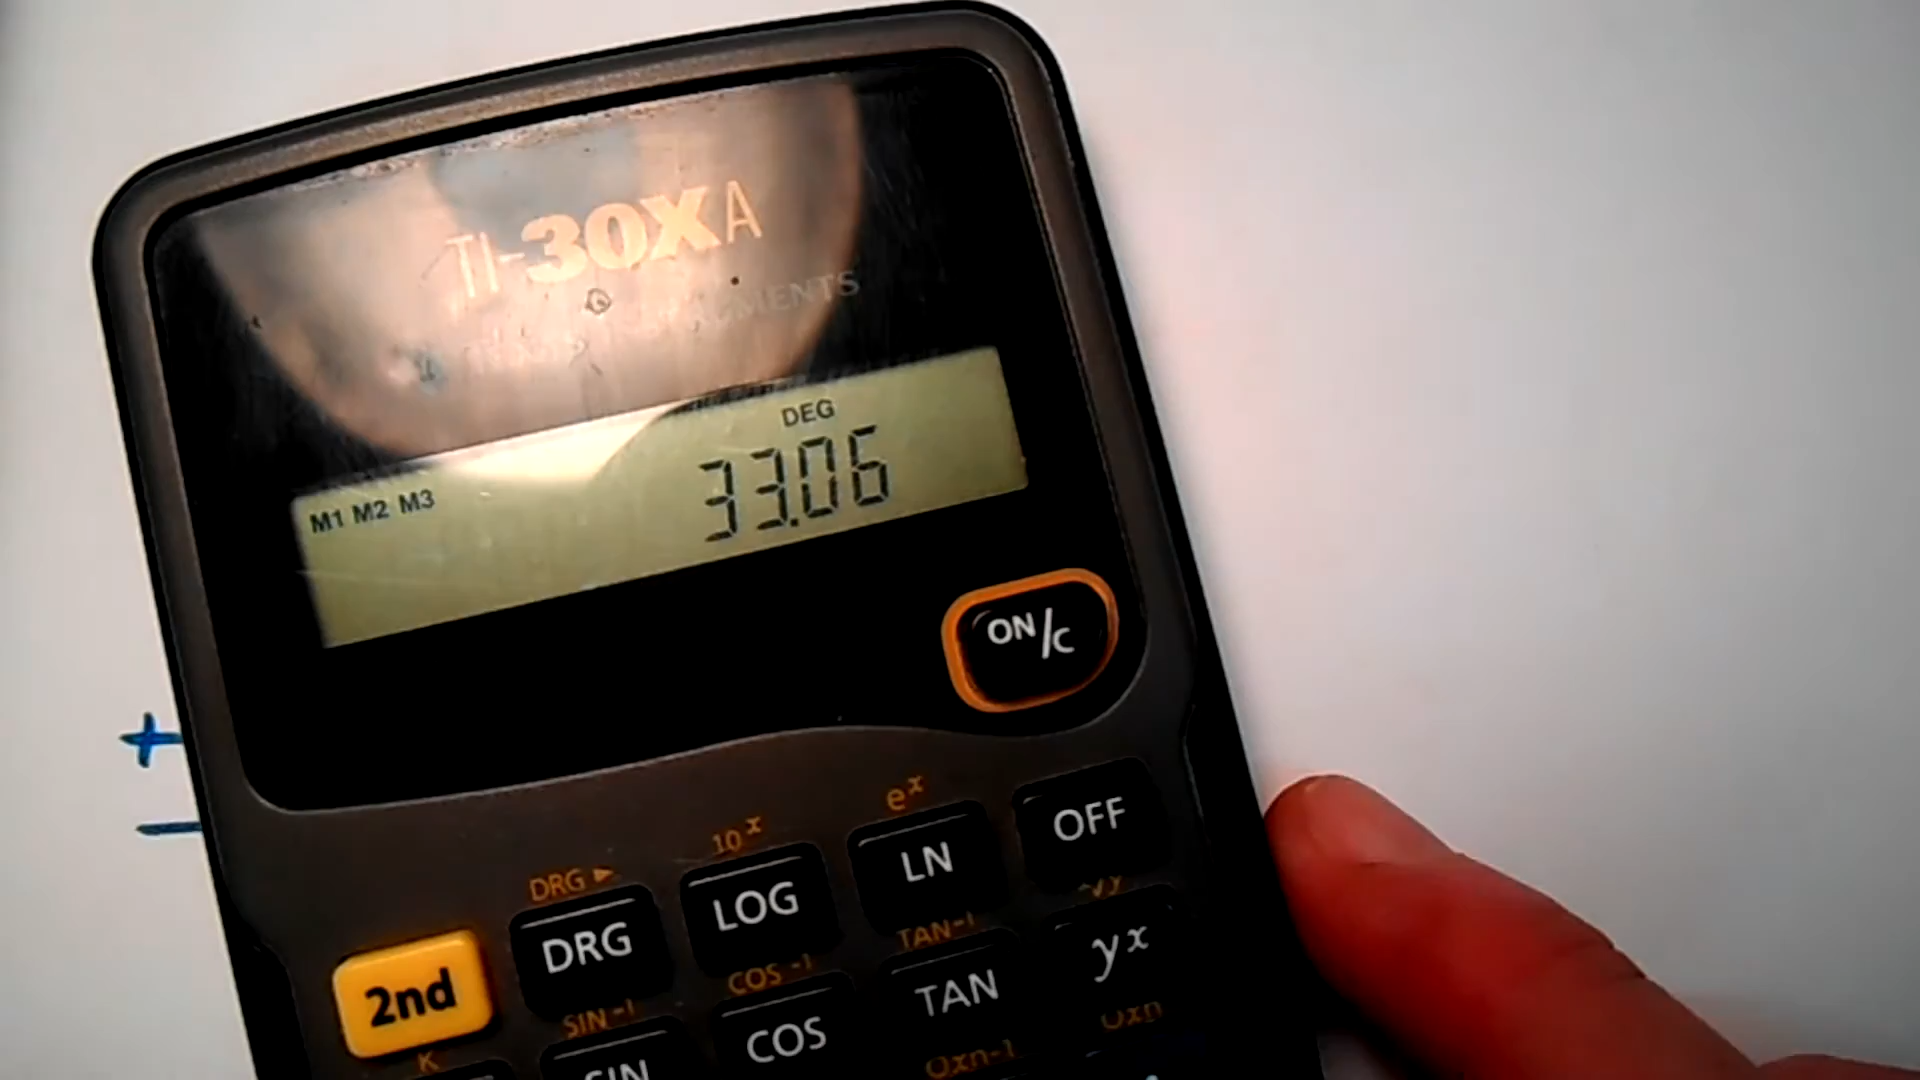 TI-30XA
DEG
M1 M2 M3
33.06
ON/C
+
−
10ˣ
eˣ
OFF
DRG ▶
LOG
LN
2nd
DRG
TAN-1
yx
SIN-1
COS -1
TAN
K
SIN
COS